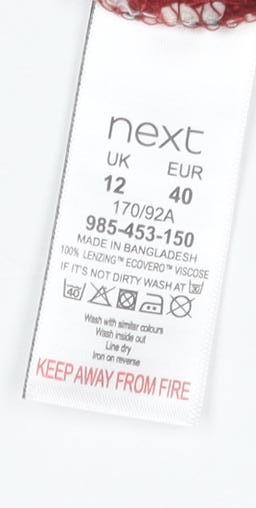 next
UK EUR
12 40
170/92A
985-453-150
MADE IN BANGLADESH
100% LENZING™ ECOVERO™ VISCOSE
IF IT'S NOT DIRTY WASH AT 30
40
Wash with similar colours
Wash inside out
Line dry
Iron on reverse
KEEP AWAY FROM FIRE